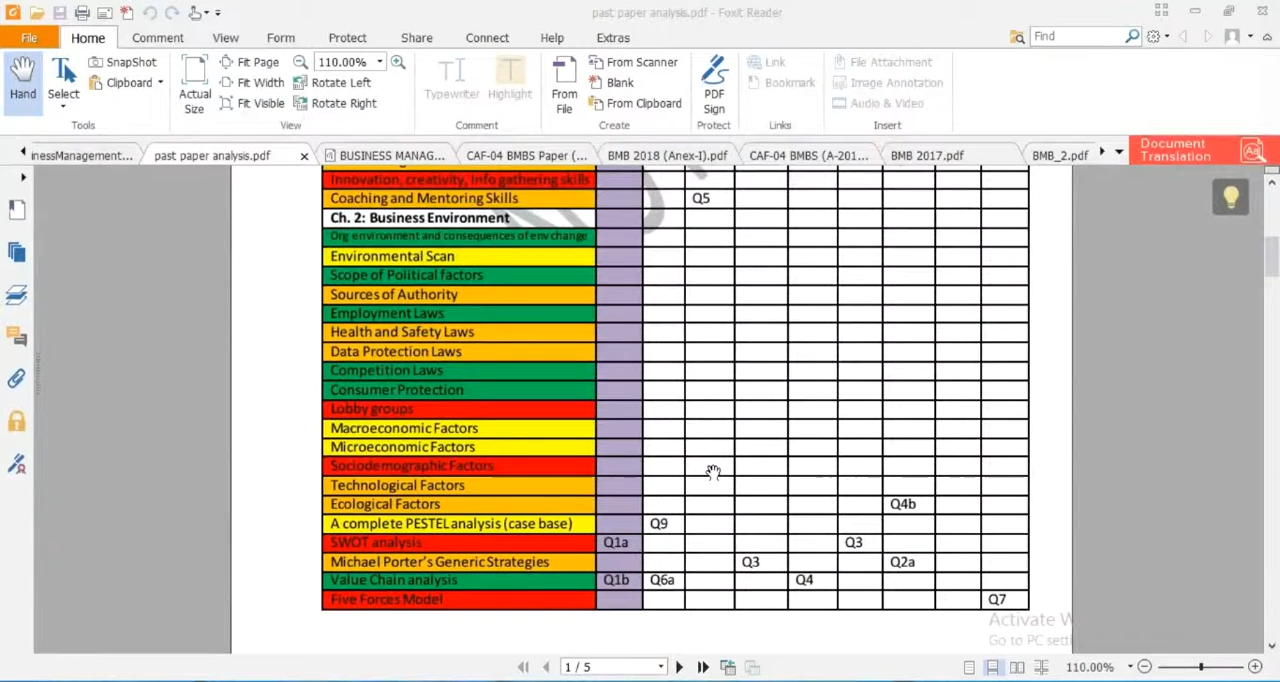 past paper analysis.pdf - Foxit Reader
File Home Comment View Form Protect Share Connect Help Extras Find
Hand
Select
SnapShot
Clipboard
Tools
Actual Size
Fit Page
Fit Width
Fit Visible
110.00%
Rotate Left
Rotate Right
View
Typewriter Highlight
Comment
From File
From Scanner
Blank
From Clipboard
Create
PDF Sign
Protect
Link
Bookmark
Links
File Attachment
Image Annotation
Audio & Video
Insert
inessManagement... past paper analysis.pdf BUSINESS MANAG... CAF-04 BMBS Paper (... BMB 2018 (Anex-I).pdf CAF-04 BMBS (A-201... BMB 2017.pdf BMB_2.pdf
Document Translation
Innovation, creativity, Info gathering skills
Coaching and Mentoring Skills Q5
Ch. 2: Business Environment
Org environment and consequences of env change
Environmental Scan
Scope of Political factors
Sources of Authority
Employment Laws
Health and Safety Laws
Data Protection Laws
Competition Laws
Consumer Protection
Lobby groups
Macroeconomic Factors
Microeconomic Factors
Sociodemographic Factors
Technological Factors
Ecological Factors Q4b
A complete PESTEL analysis (case base) Q9
SWOT analysis Q1a Q3
Michael Porter's Generic Strategies Q3 Q2a
Value Chain analysis Q1b Q6a Q4
Five Forces Model Q7
Activate W
Go to PC setti
1 / 5
110.00%